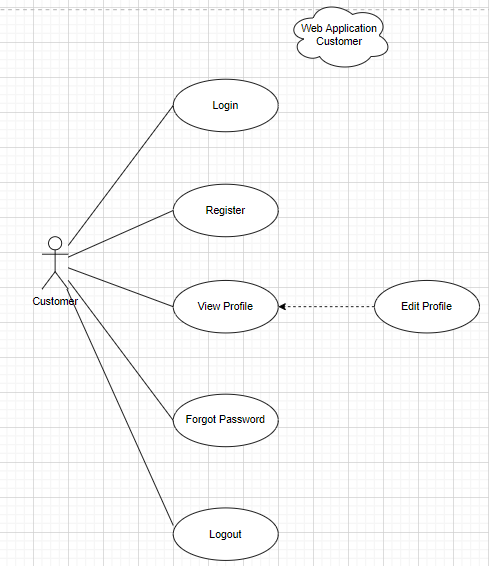 Web Application
Customer
Login
Register
Customer
View Profile
Edit Profile
Forgot Password
Logout